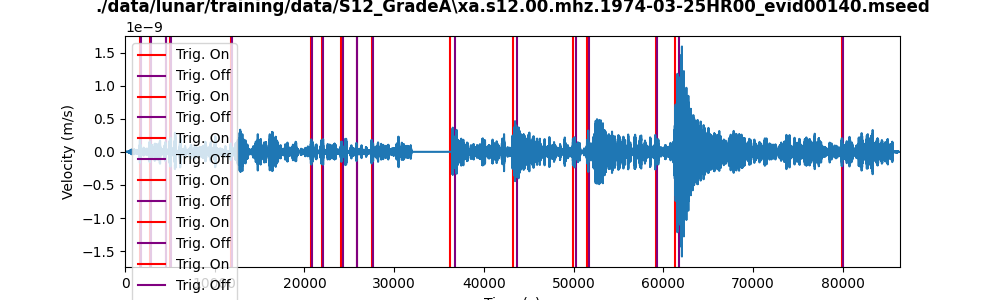 ./data/lunar/training/data/S12_GradeA\xa.s12.00.mhz.1974-03-25HR00_evid00140.mseed
1e−9
1.5
1.0
0.5
0.0
−0.5
−1.0
−1.5
Velocity (m/s)
Trig. On
Trig. Off
Trig. On
Trig. Off
Trig. On
Trig. Off
Trig. On
Trig. Off
Trig. On
Trig. Off
Trig. On
Trig. Off
0
10000
20000
30000
40000
50000
60000
70000
80000